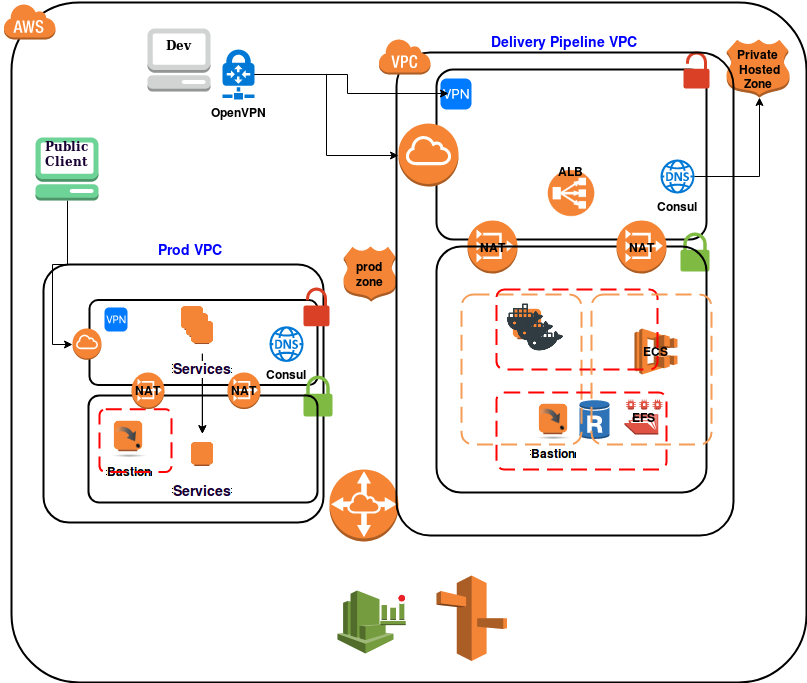 AWS
Dev
OpenVPN
VPC
Delivery Pipeline VPC
Private
Hosted
Zone
VPN
Public
Client
ALB
DNS
Consul
NAT
NAT
Prod VPC
prod
zone
VPN
DNS
Services
Consul
NAT
NAT
Bastion
Services
ECS
R
EFS
Bastion